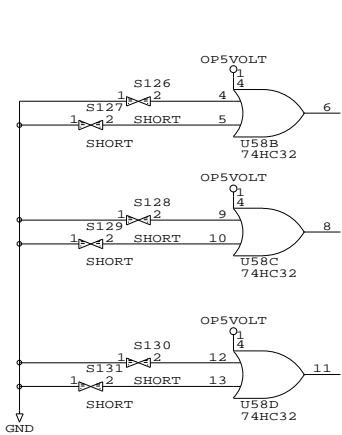 OP5VOLT
1
4
S126
1 2 4 6
S127
1 2 SHORT 5
SHORT
U58B
74HC32
OP5VOLT
1
4
S128
1 2 9 8
S129
1 2 SHORT 10
SHORT
U58C
74HC32
OP5VOLT
1
4
S130
1 2 12 11
S131
1 2 SHORT 13
SHORT
U58D
74HC32
GND